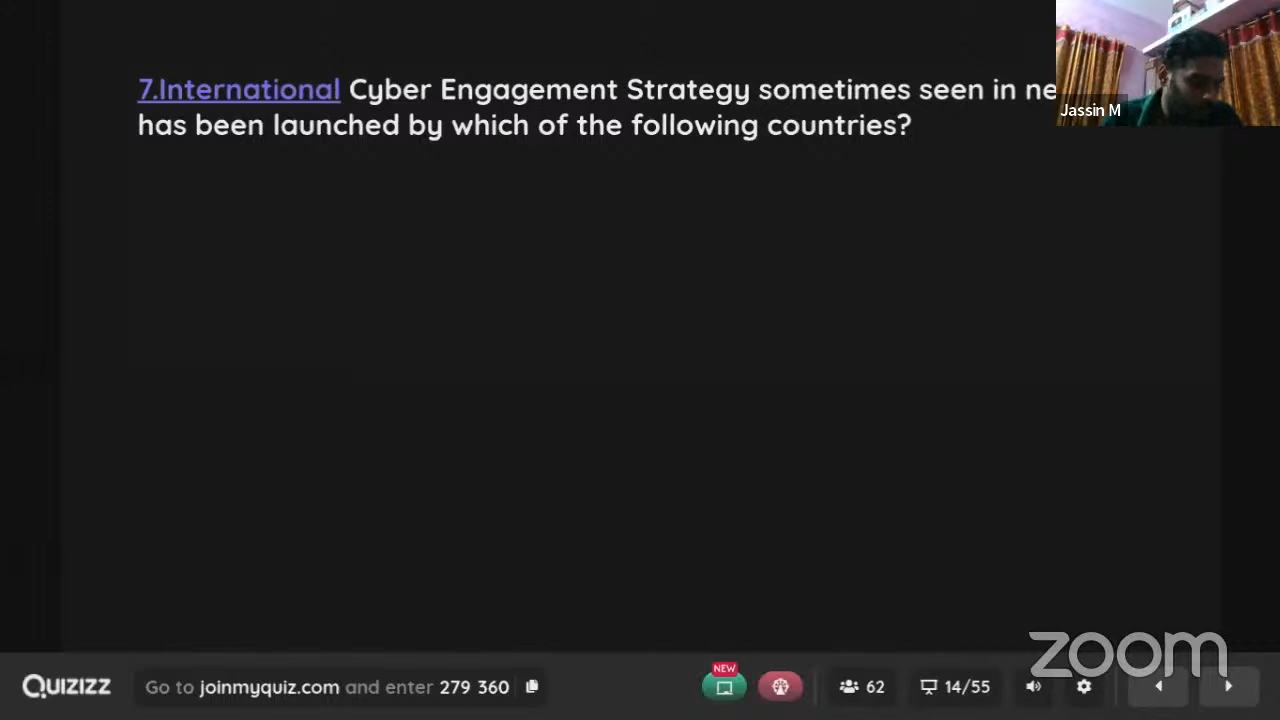 7.International Cyber Engagement Strategy sometimes seen in
has been launched by which of the following countries?
Jassin M
zoom
Quizizz
Go to joinmyquiz.com and enter 279 360
NEW
62
14/55